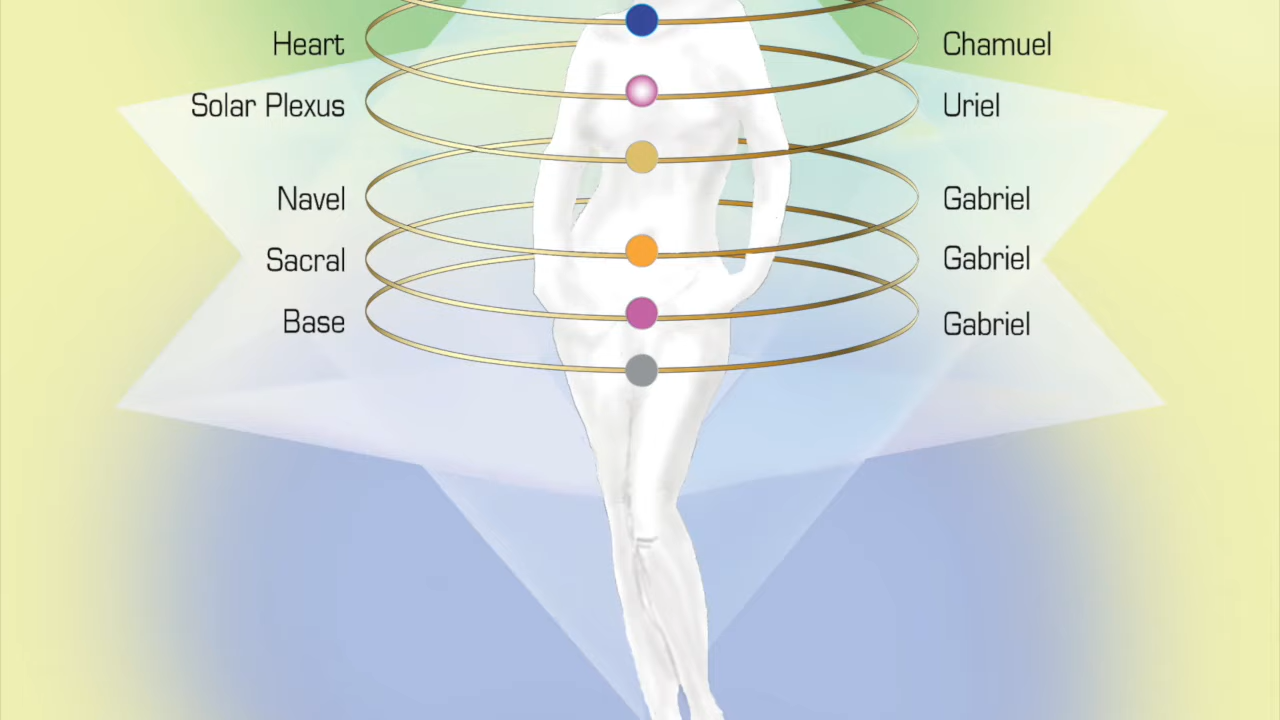 Heart Chamuel
Solar Plexus Uriel
Navel Gabriel
Sacral Gabriel
Base Gabriel